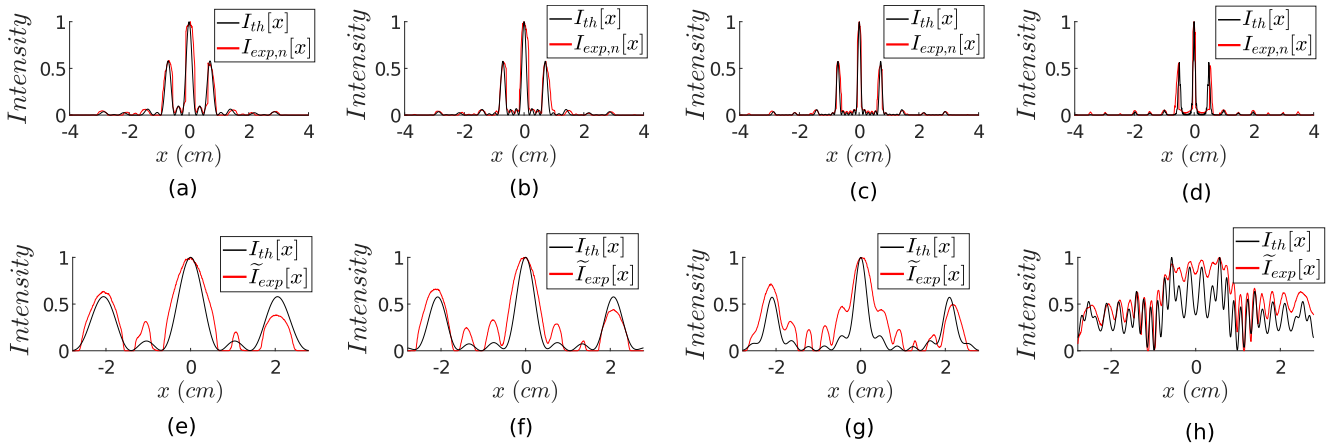 Intensity
1
0.5
0
-4
-2
0
2
4
x (cm)
I_th[x]
I_exp,n[x]
(a)
Intensity
1
0.5
0
-4
-2
0
2
4
x (cm)
I_th[x]
I_exp,n[x]
(b)
Intensity
1
0.5
0
-4
-2
0
2
4
x (cm)
I_th[x]
I_exp,n[x]
(c)
Intensity
1
0.5
0
-4
-2
0
2
4
x (cm)
I_th[x]
I_exp,n[x]
(d)
Intensity
1
0.5
0
-2
0
2
x (cm)
I_th[x]
Ĩ_exp[x]
(e)
Intensity
1
0.5
0
-2
0
2
x (cm)
I_th[x]
Ĩ_exp[x]
(f)
Intensity
1
0.5
0
-2
0
2
x (cm)
I_th[x]
Ĩ_exp[x]
(g)
Intensity
1
0.5
0
-2
0
2
x (cm)
I_th[x]
Ĩ_exp[x]
(h)